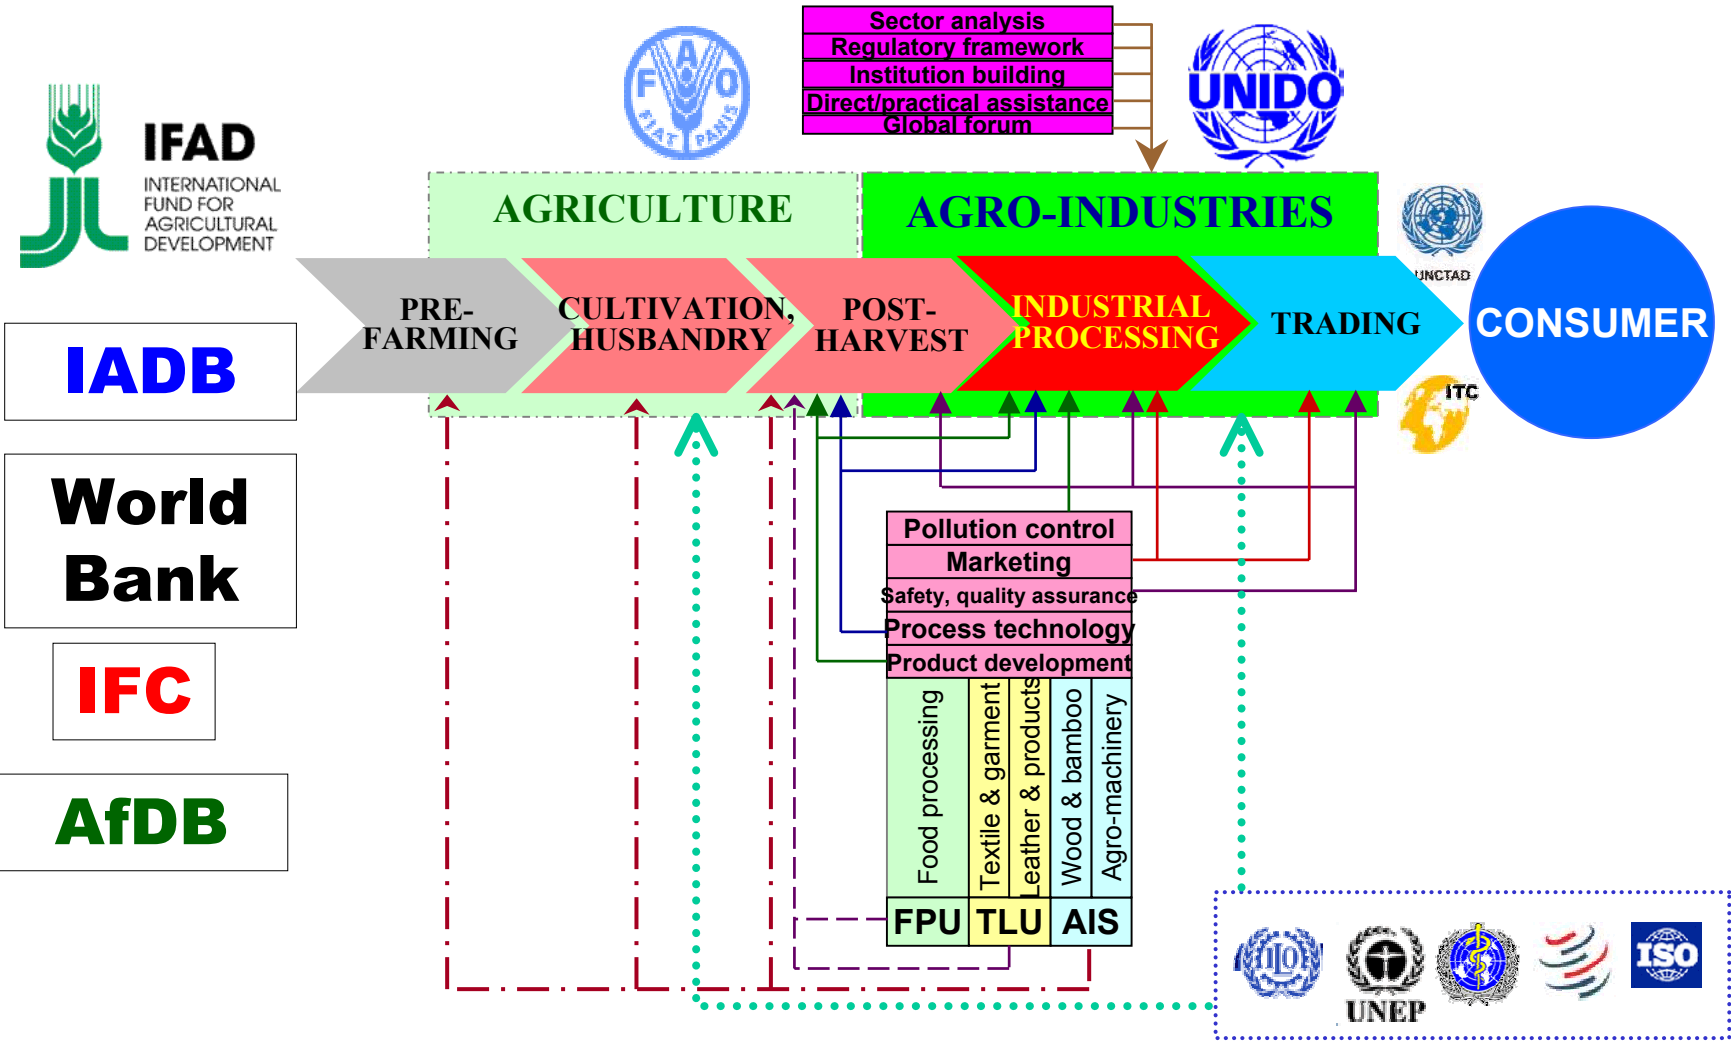 Sector analysis
Regulatory framework
Institution building
Direct/practical assistance
Global forum
F A O
FIAT PANIS
UNIDO
IFAD
INTERNATIONAL
FUND FOR
AGRICULTURAL
DEVELOPMENT
AGRICULTURE
AGRO-INDUSTRIES
UNCTAD
PRE-
FARMING
CULTIVATION,
HUSBANDRY
POST-
HARVEST
INDUSTRIAL
PROCESSING
TRADING
CONSUMER
ITC
IADB
World
Bank
IFC
AfDB
Pollution control
Marketing
Safety, quality assurance
Process technology
Product development
Food processing
Textile & garment
Leather & products
Wood & bamboo
Agro-machinery
FPU
TLU
AIS
ILO
UNEP
ISO